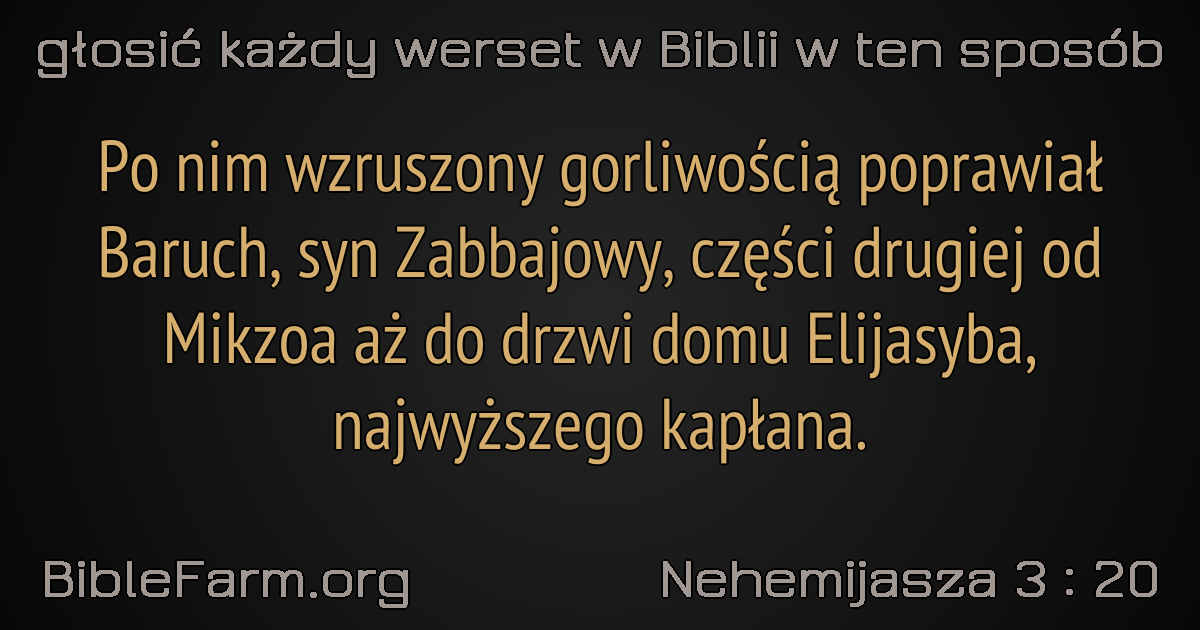 głosić każdy werset w Biblii w ten sposób
Po nim wzruszony gorliwością poprawiał
Baruch, syn Zabbajowy, części drugiej od
Mikzoa aż do drzwi domu Elijasyba,
najwyższego kapłana.
BibleFarm.org
Nehemijasza 3 : 20